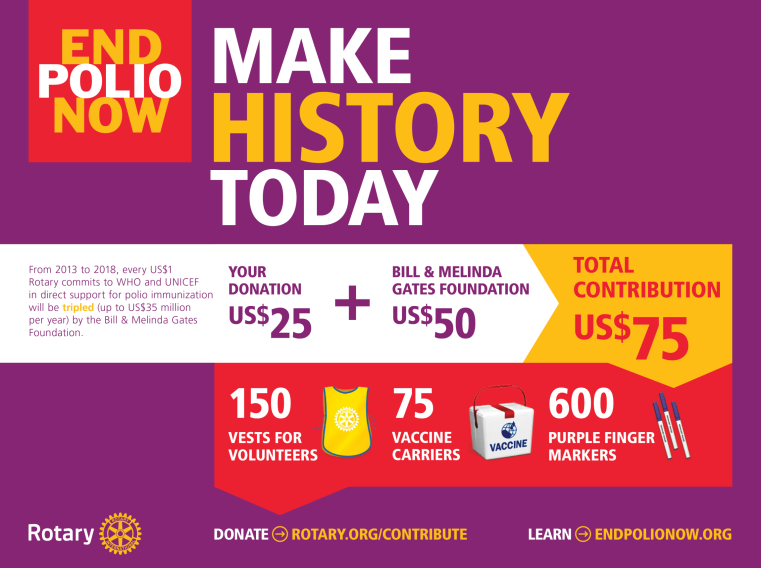 END
POLIO
NOW
MAKE
HISTORY
TODAY
From 2013 to 2018, every US$1
Rotary commits to WHO and UNICEF
in direct support for polio immunization
will be tripled (up to US$35 million
per year) by the Bill & Melinda Gates
Foundation.
YOUR
DONATION
US$25
+
BILL & MELINDA
GATES FOUNDATION
US$50
TOTAL
CONTRIBUTION
US$75
150
VESTS FOR
VOLUNTEERS
75
VACCINE
CARRIERS
VACCINE
600
PURPLE FINGER
MARKERS
Rotary
DONATE → ROTARY.ORG/CONTRIBUTE
LEARN → ENDPOLIONOW.ORG